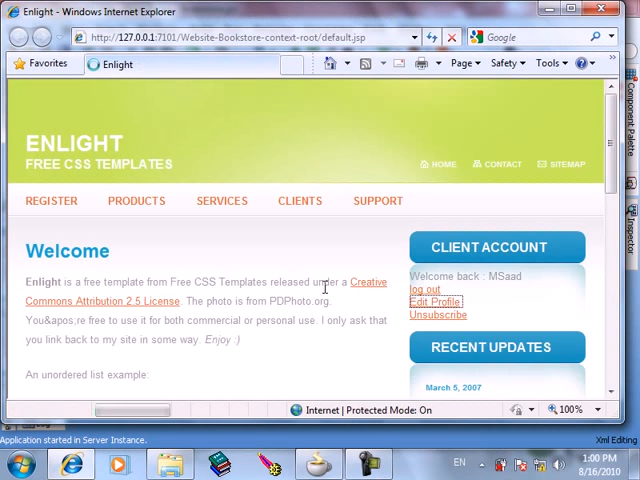 Enlight - Windows Internet Explorer
http://127.0.0.1:7101/Website-Bookstore-context-root/default.jsp
Google
Favorites
Enlight
Page
Safety
Tools
ENLIGHT
FREE CSS TEMPLATES
HOME
CONTACT
SITEMAP
REGISTER
PRODUCTS
SERVICES
CLIENTS
SUPPORT
Welcome
Enlight is a free template from Free CSS Templates released under a Creative
Commons Attribution 2.5 License. The photo is from PDPhoto.org.
You&apos;re free to use it for both commercial or personal use. I only ask that
you link back to my site in some way. Enjoy :)
An unordered list example:
CLIENT ACCOUNT
Welcome back : MSaad
log out
Edit Profile
Unsubscribe
RECENT UPDATES
March 5, 2007
Component Palette
Inspector
Internet | Protected Mode: On
100%
Application started in Server Instance.
Xml Editing
EN
1:00 PM
8/16/2010